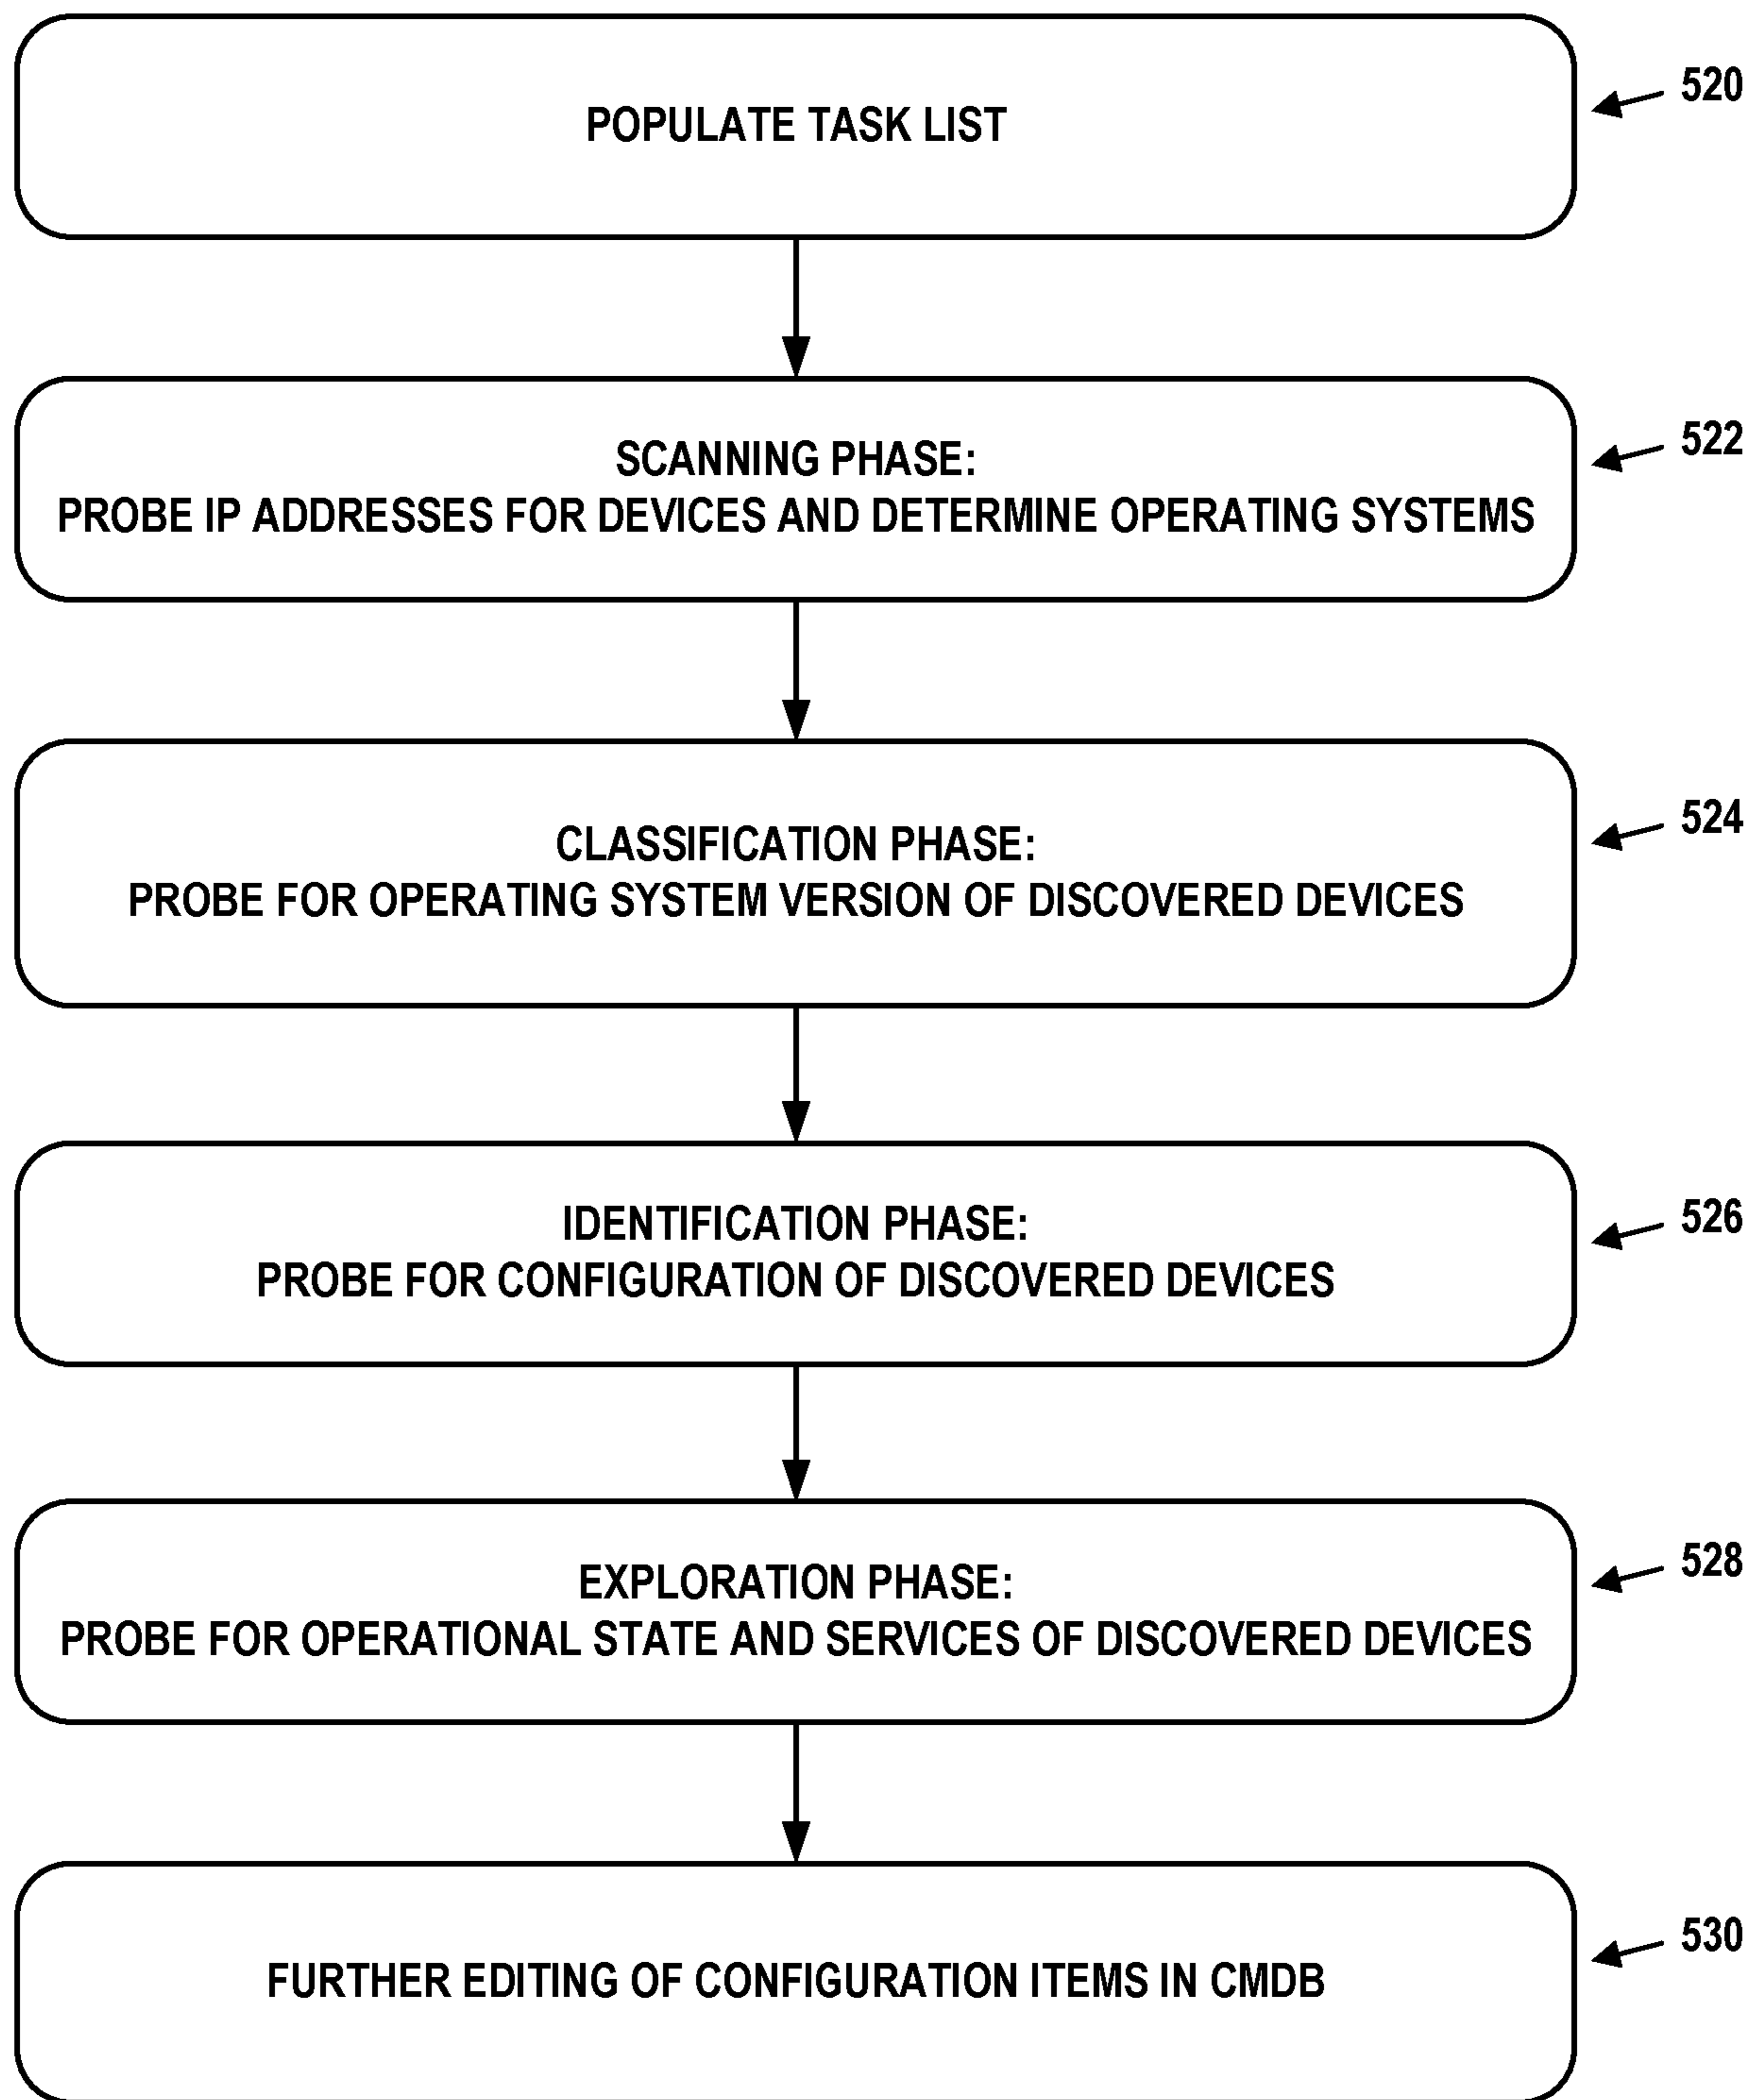 POPULATE TASK LIST
520
SCANNING PHASE:
PROBE IP ADDRESSES FOR DEVICES AND DETERMINE OPERATING SYSTEMS
522
CLASSIFICATION PHASE:
PROBE FOR OPERATING SYSTEM VERSION OF DISCOVERED DEVICES
524
IDENTIFICATION PHASE:
PROBE FOR CONFIGURATION OF DISCOVERED DEVICES
526
EXPLORATION PHASE:
PROBE FOR OPERATIONAL STATE AND SERVICES OF DISCOVERED DEVICES
528
FURTHER EDITING OF CONFIGURATION ITEMS IN CMDB
530